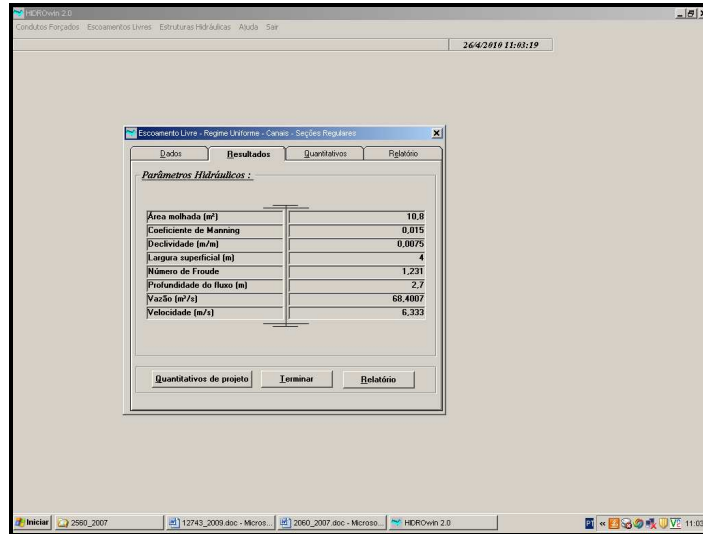 HIDROwin 2.0
Condutos Forçados Escoamentos Livres Estruturas Hidráulicas Ajuda Sair
26/4/2010 11:03:19
Escoamento Livre - Regime Uniforme - Canais - Seções Regulares
Dados Resultados Quantitativos Relatório
Parâmetros Hidráulicos :
Área molhada (m²) 10,8
Coeficiente de Manning 0,015
Declividade (m/m) 0,0075
Largura superficial (m) 4
Número de Froude 1,231
Profundidade do fluxo (m) 2,7
Vazão (m³/s) 68,4007
Velocidade (m/s) 6,333
Quantitativos de projeto Terminar Relatório
Iniciar 2560_2007 12743_2009.doc - Micros... 2060_2007.doc - Microso... HIDROwin 2.0 PT « 11:03